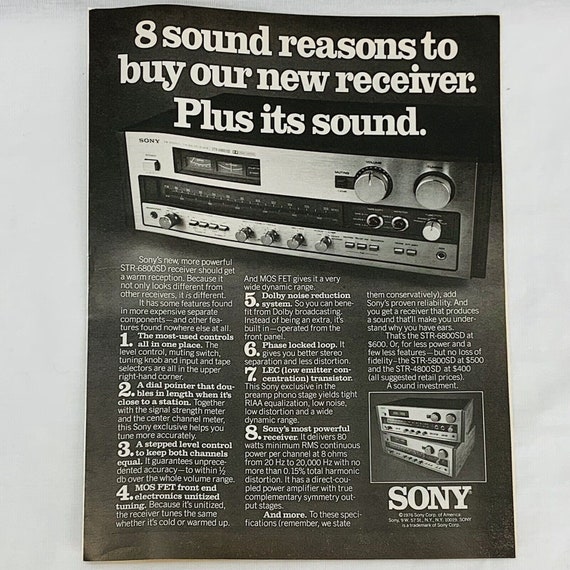 8 sound reasons to
buy our new receiver.
Plus its sound.
SONY
VOLUME
MUTING
Sony's new, more powerful
STR-6800SD receiver should get
a warm reception. Because it
not only looks different from
other receivers, it is different.
It has some features found
in more expensive separate
components—and other fea-
tures found nowhere else at all.
1. The most-used controls
all in one place. The
level control, muting switch,
tuning knob and input and tape
selectors are all in the upper
right-hand corner.
2. A dial pointer that dou-
bles in length when it's
close to a station. Together
with the signal strength meter
and the center channel meter,
this Sony exclusive helps you
tune more accurately.
3. A stepped level control
to keep both channels
equal. It guarantees unprece-
dented accuracy—to within ½
db over the whole volume range.
4. MOS FET front end
electronics unitized
tuning. Because it's unitized,
the receiver tunes the same
whether it's cold or warmed up.
And MOS FET gives it a very
wide dynamic range.
5. Dolby noise reduction
system. So you can bene-
fit from Dolby broadcasting.
Instead of being an extra, it's
built in—operated from the
front panel.
6. Phase locked loop. It
gives you better stereo
separation and less distortion.
7. LEC (low emitter con-
centration) transistor.
This Sony exclusive in the
preamp phono stage yields tight
RIAA equalization, low noise,
low distortion and a wide
dynamic range.
8. Sony's most powerful
receiver. It delivers 80
watts minimum RMS continuous
power per channel at 8 ohms
from 20 Hz to 20,000 Hz with no
more than 0.15% total harmonic
distortion. It has a direct-cou-
pled power amplifier with true
complementary symmetry out-
put stages.
And more. To these speci-
fications (remember, we state
them conservatively), add
Sony's proven reliability. And
you get a receiver that produces
a sound that'll make you under-
stand why you have ears.
That's the STR-6800SD at
$600. Or, for less power and a
few less features—but no loss of
fidelity—the STR-5800SD at $500
and the STR-4800SD at $400
(all suggested retail prices).
A sound investment.
SONY
©1976 Sony Corp. of America.
Sony, 9 W. 57 St., N.Y., N.Y. 10019. SONY
is a trademark of Sony Corp.